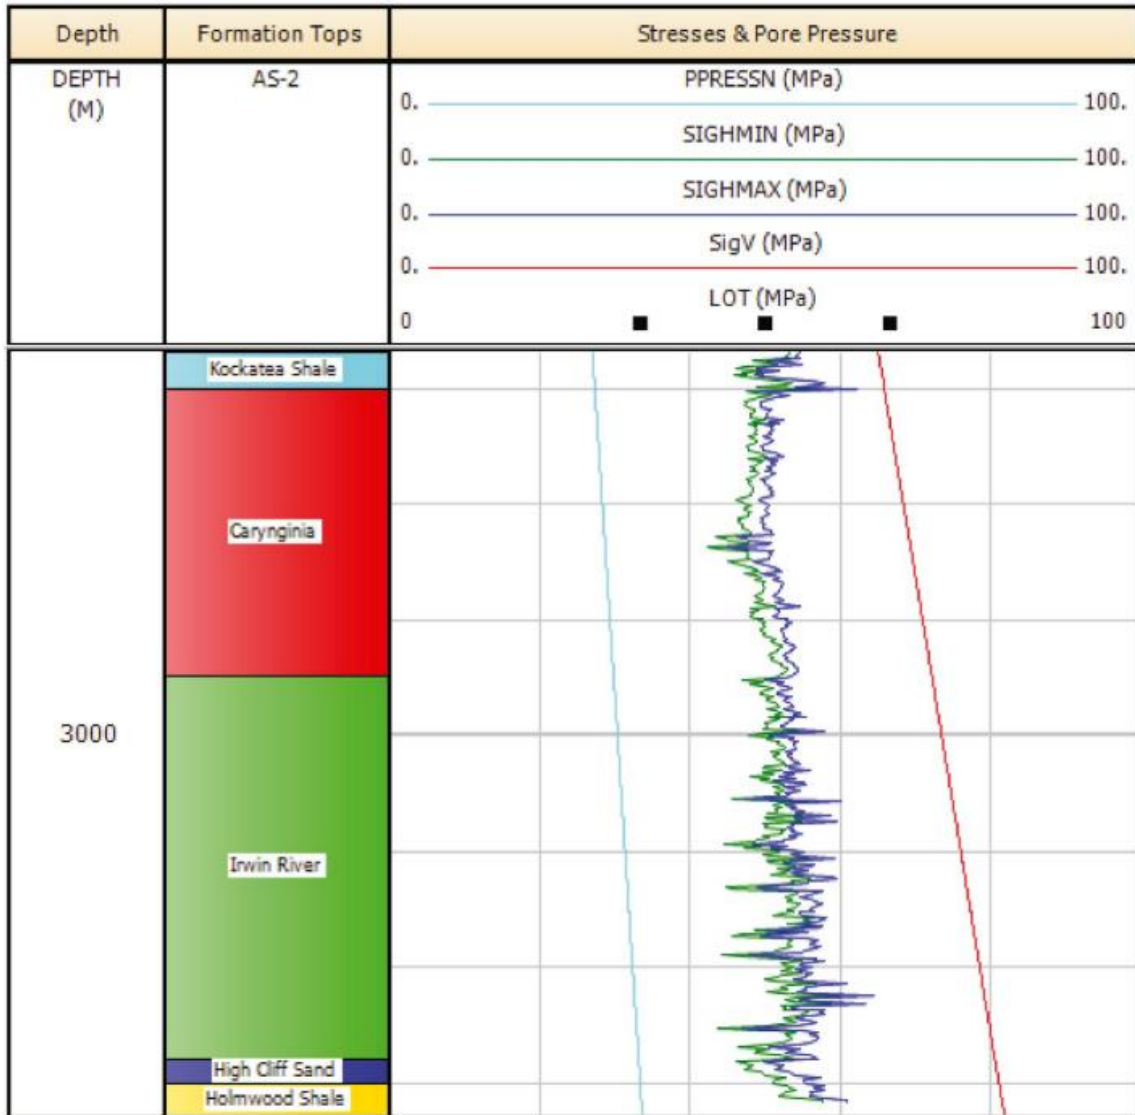 Depth
Formation Tops
Stresses & Pore Pressure
DEPTH
(M)
AS-2
PPRESSN (MPa)
0. 100.
SIGHMIN (MPa)
0. 100.
SIGHMAX (MPa)
0. 100.
SigV (MPa)
0. 100.
LOT (MPa)
0 100
Kockatea Shale
Carynginia
3000
Irwin River
High Cliff Sand
Holmwood Shale